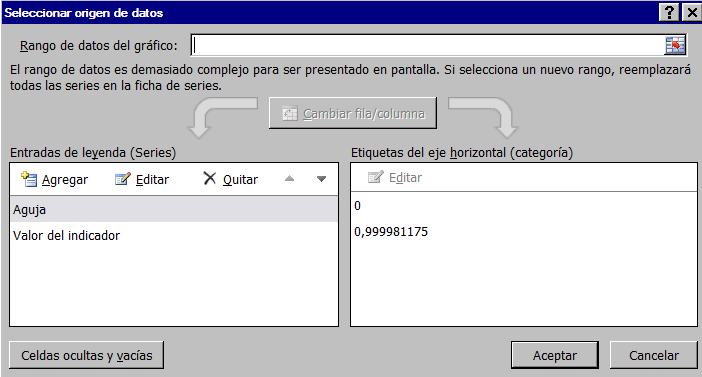 Seleccionar origen de datos
Rango de datos del gráfico:
El rango de datos es demasiado complejo para ser presentado en pantalla. Si selecciona un nuevo rango, reemplazará
todas las series en la ficha de series.
Cambiar fila/columna
Entradas de leyenda (Series)
Agregar Editar Quitar
Aguja
Valor del indicador
Etiquetas del eje horizontal (categoría)
Editar
0
0,999981175
Celdas ocultas y vacías
Aceptar Cancelar